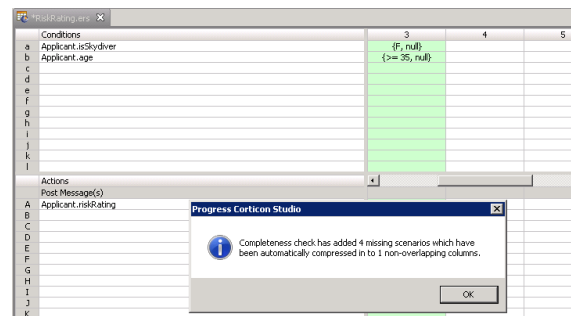 *RiskRating.ers
Conditions 3 4 5
a Applicant.isSkydiver {F, null}
b Applicant.age {>= 35, null}
c
d
e
f
g
h
i
j
k
l
Actions
Post Message(s)
A Applicant.riskRating
B
C
D
E
F
G
H
I
J
K
Progress Corticon Studio
Completeness check has added 4 missing scenarios which have
been automatically compressed in to 1 non-overlapping columns.
OK